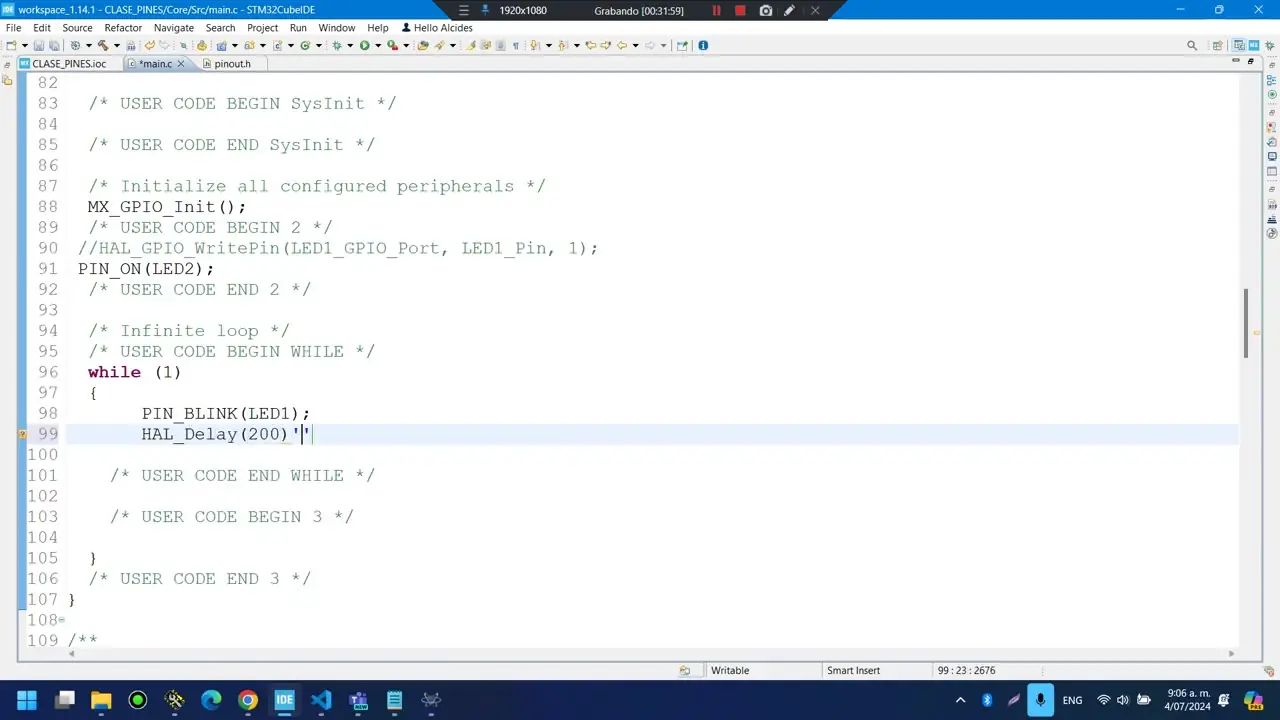 workspace_1.14.1 - CLASE_PINES/Core/Src/main.c - STM32CubeIDE
1920x1080
Grabando (00:31:59)
File Edit Source Refactor Navigate Search Project Run Window Help Hello Alcides
CLASE_PINES.ioc
*main.c
pinout.h
82
83 /* USER CODE BEGIN SysInit */
84
85 /* USER CODE END SysInit */
86
87 /* Initialize all configured peripherals */
88 MX_GPIO_Init();
89 /* USER CODE BEGIN 2 */
90 //HAL_GPIO_WritePin(LED1_GPIO_Port, LED1_Pin, 1);
91 PIN_ON(LED2);
92 /* USER CODE END 2 */
93
94 /* Infinite loop */
95 /* USER CODE BEGIN WHILE */
96 while (1)
97 {
98 PIN_BLINK(LED1);
99 HAL_Delay(200)''
100
101 /* USER CODE END WHILE */
102
103 /* USER CODE BEGIN 3 */
104
105 }
106 /* USER CODE END 3 */
107 }
108
109 /**
Writable Smart Insert 99 : 23 : 2676
IDE
ENG
9:06 a. m.
4/07/2024